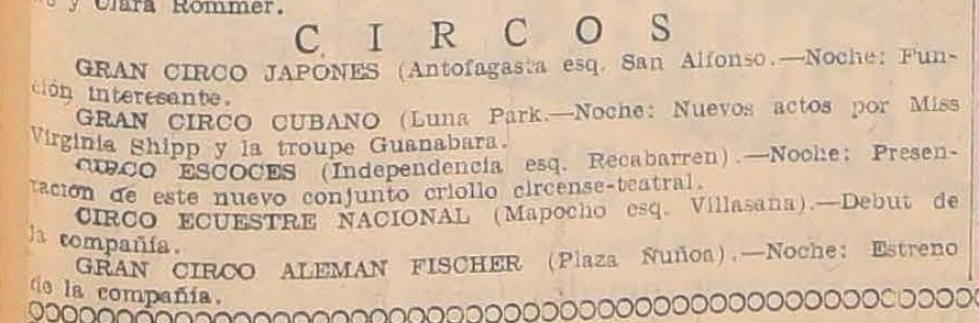 y Clara Rommer.
CIRCOS
GRAN CIRCO JAPONES (Antofagasta esq. San Alfonso.—Noche: Fun-
ción interesante.
GRAN CIRCO CUBANO (Luna Park.—Noche: Nuevos actos por Miss
Virginia Shipp y la troupe Guanabara.
CIRCO ESCOCES (Independencia esq. Recabarren).—Noche: Presen-
tación de este nuevo conjunto criollo circense-teatral.
CIRCO ECUESTRE NACIONAL (Mapocho esq. Villasana).—Debut de
la compañía.
GRAN CIRCO ALEMAN FISCHER (Plaza Ñuñoa).—Noche: Estreno
de la compañía.